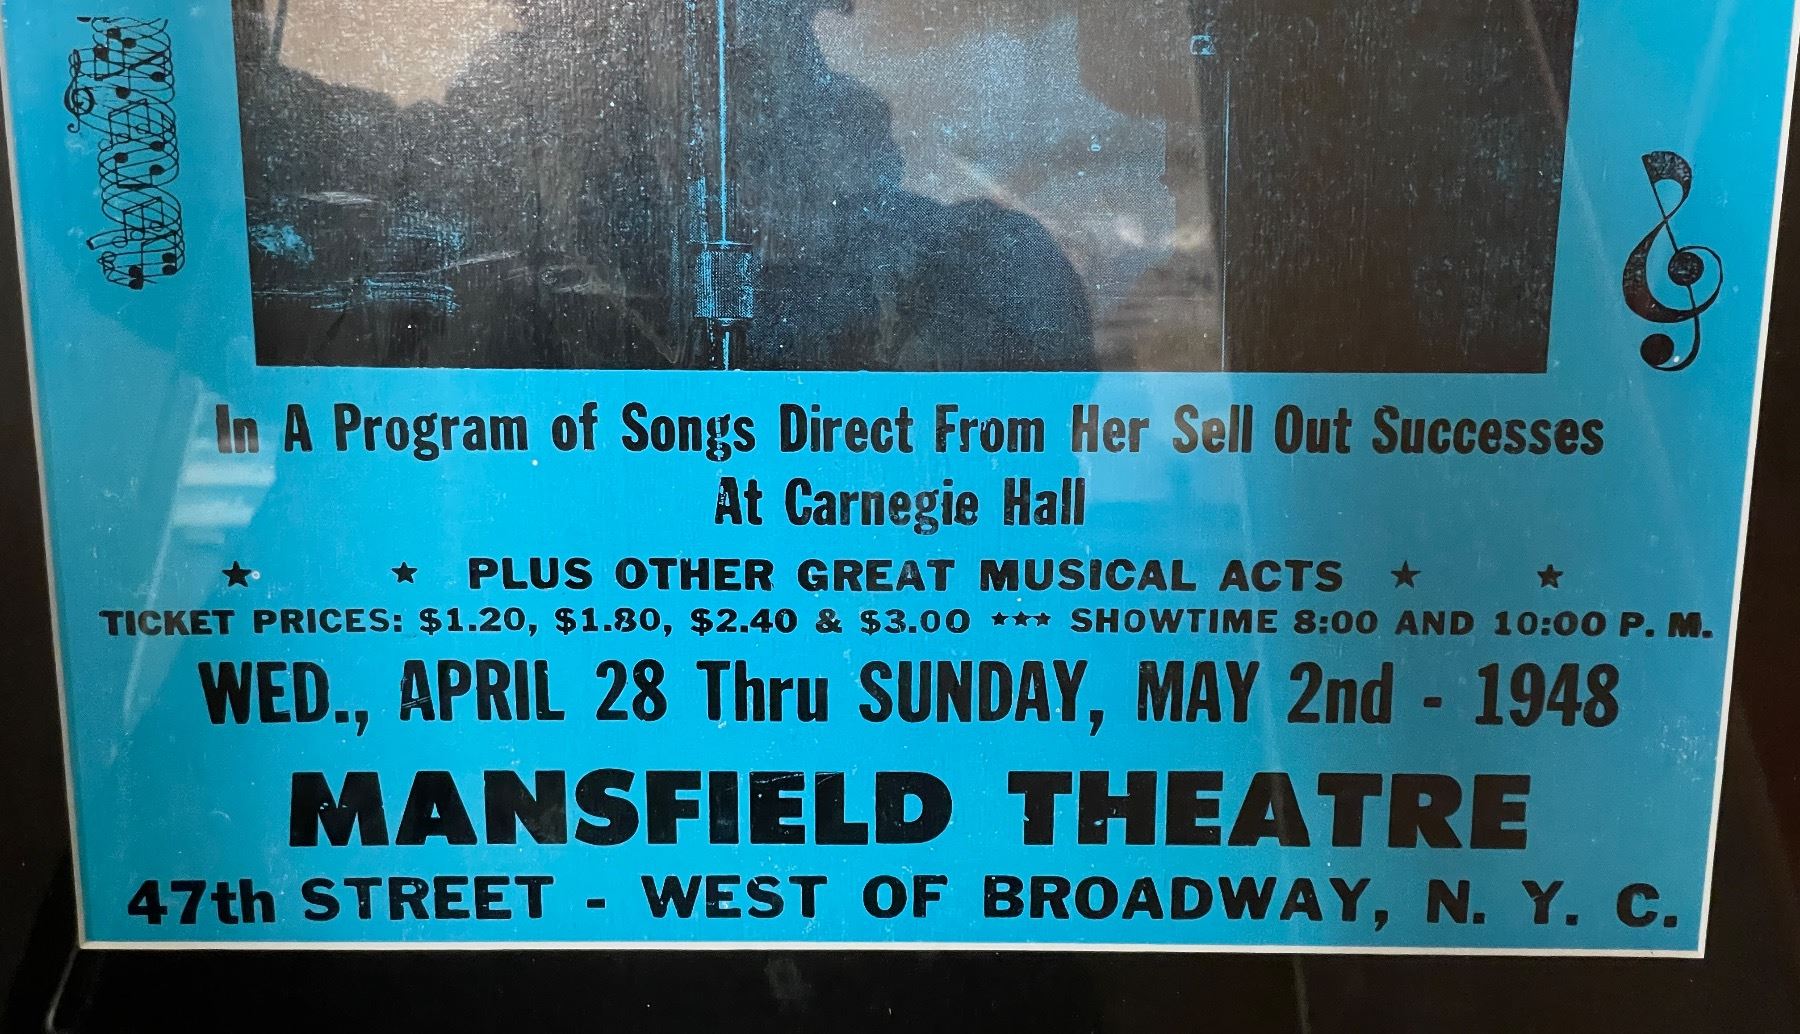 In A Program of Songs Direct From Her Sell Out Successes
At Carnegie Hall
★ ★ PLUS OTHER GREAT MUSICAL ACTS ★ ★
TICKET PRICES: $1.20, $1.80, $2.40 & $3.00 *** SHOWTIME 8:00 AND 10:00 P. M.
WED., APRIL 28 Thru SUNDAY, MAY 2nd - 1948
MANSFIELD THEATRE
47th STREET - WEST OF BROADWAY, N. Y. C.